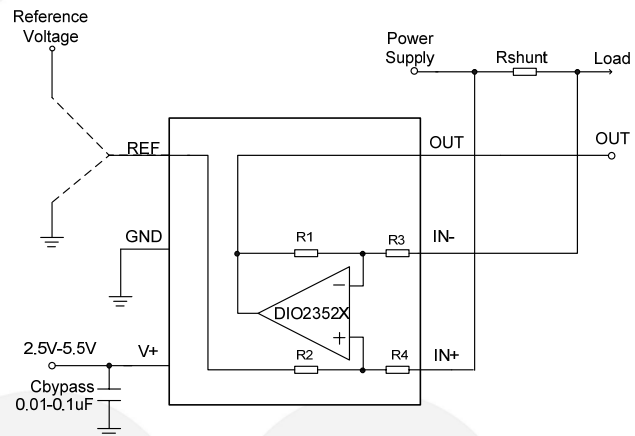 Reference
Voltage
Power
Supply
Rshunt
Load
REF
OUT
OUT
GND
R1
R3
IN-
DIO2352X
2.5V-5.5V
V+
R2
R4
IN+
Cbypass
0.01-0.1uF